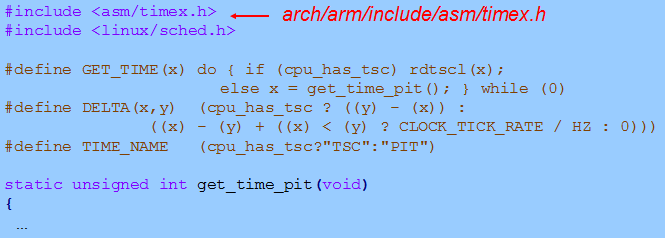 #include <asm/timex.h> arch/arm/include/asm/timex.h
#include <linux/sched.h>
#define GET_TIME(x) do { if (cpu_has_tsc) rdtscl(x);
else x = get_time_pit(); } while (0)
#define DELTA(x,y) (cpu_has_tsc ? ((y) - (x)) :
((x) - (y) + ((x) < (y) ? CLOCK_TICK_RATE / HZ : 0)))
#define TIME_NAME (cpu_has_tsc?"TSC":"PIT")
static unsigned int get_time_pit(void)
{
…